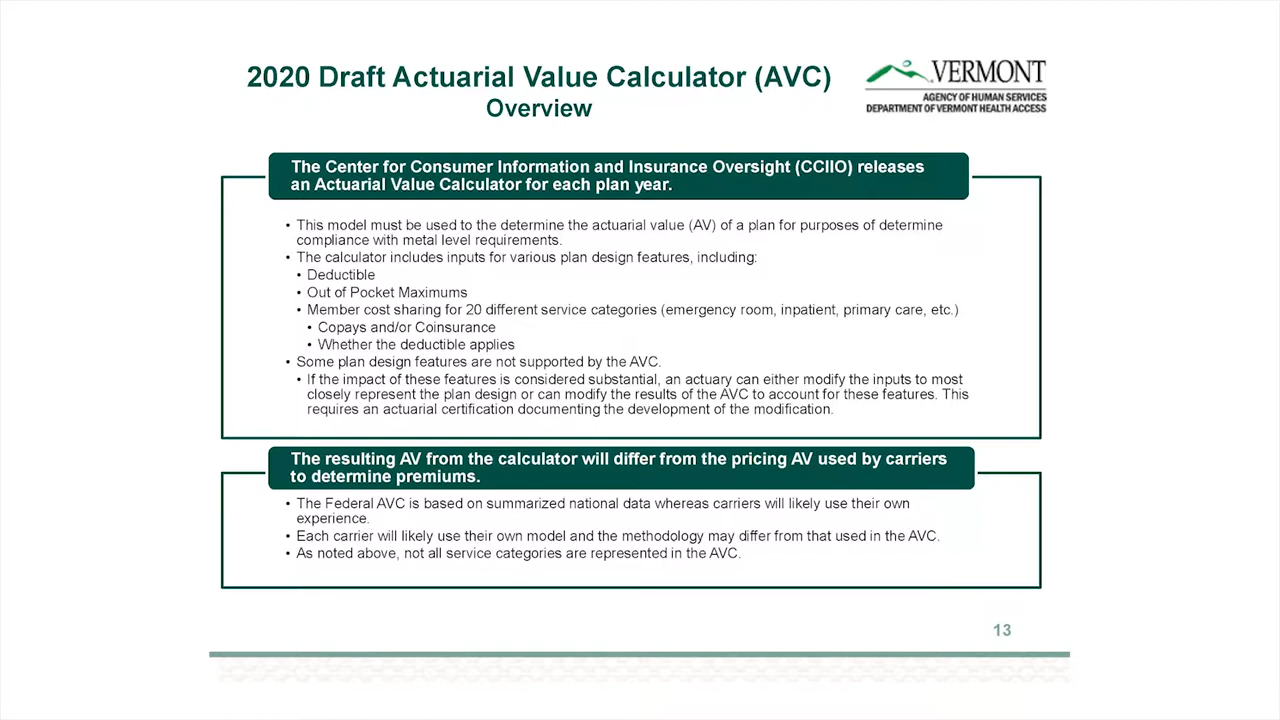 2020 Draft Actuarial Value Calculator (AVC)
Overview
VERMONT
AGENCY OF HUMAN SERVICES
DEPARTMENT OF VERMONT HEALTH ACCESS
The Center for Consumer Information and Insurance Oversight (CCIIO) releases
an Actuarial Value Calculator for each plan year.
• This model must be used to the determine the actuarial value (AV) of a plan for purposes of determine
compliance with metal level requirements.
• The calculator includes inputs for various plan design features, including:
• Deductible
• Out of Pocket Maximums
• Member cost sharing for 20 different service categories (emergency room, inpatient, primary care, etc.)
• Copays and/or Coinsurance
• Whether the deductible applies
• Some plan design features are not supported by the AVC.
• If the impact of these features is considered substantial, an actuary can either modify the inputs to most
closely represent the plan design or can modify the results of the AVC to account for these features. This
requires an actuarial certification documenting the development of the modification.
The resulting AV from the calculator will differ from the pricing AV used by carriers
to determine premiums.
• The Federal AVC is based on summarized national data whereas carriers will likely use their own
experience.
• Each carrier will likely use their own model and the methodology may differ from that used in the AVC.
• As noted above, not all service categories are represented in the AVC.
13